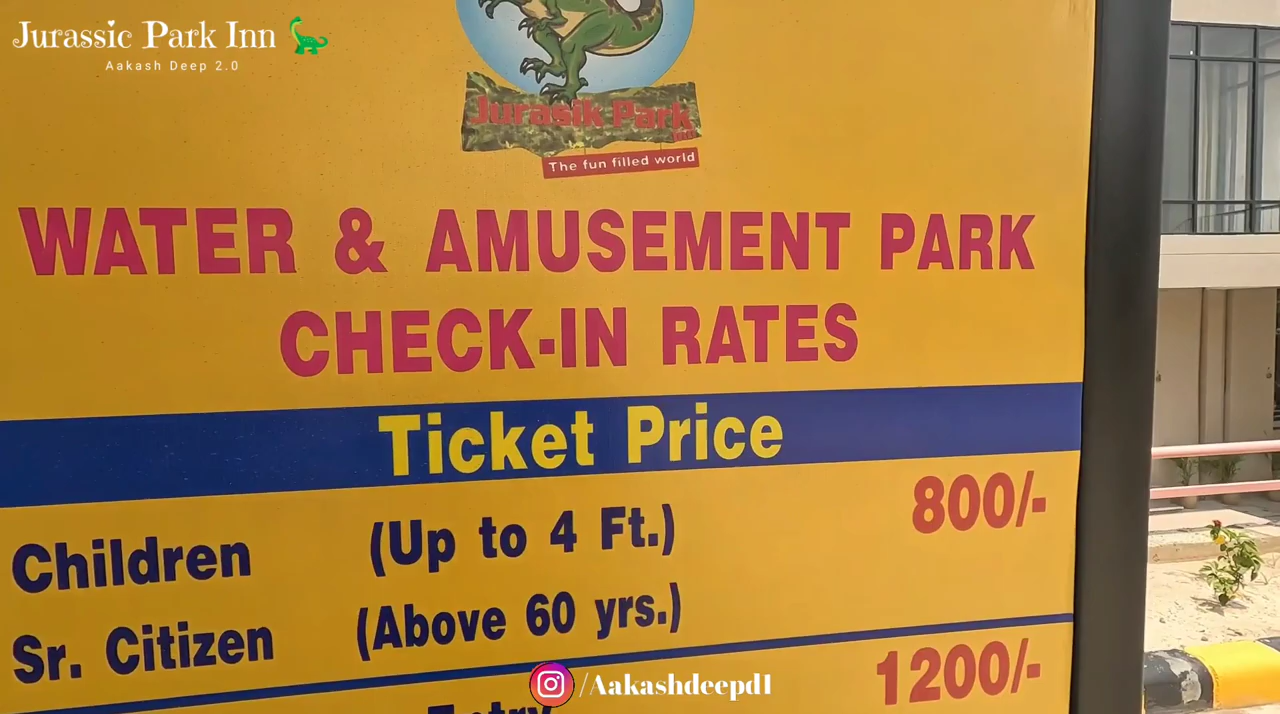 Jurassic Park Inn
Aakash Deep 2.0
Jurasik Park
The fun filled world
WATER & AMUSEMENT PARK
CHECK-IN RATES
Ticket Price
Children (Up to 4 Ft.) 800/-
Sr. Citizen (Above 60 yrs.)
Entry 1200/-
/Aakashdeepd1